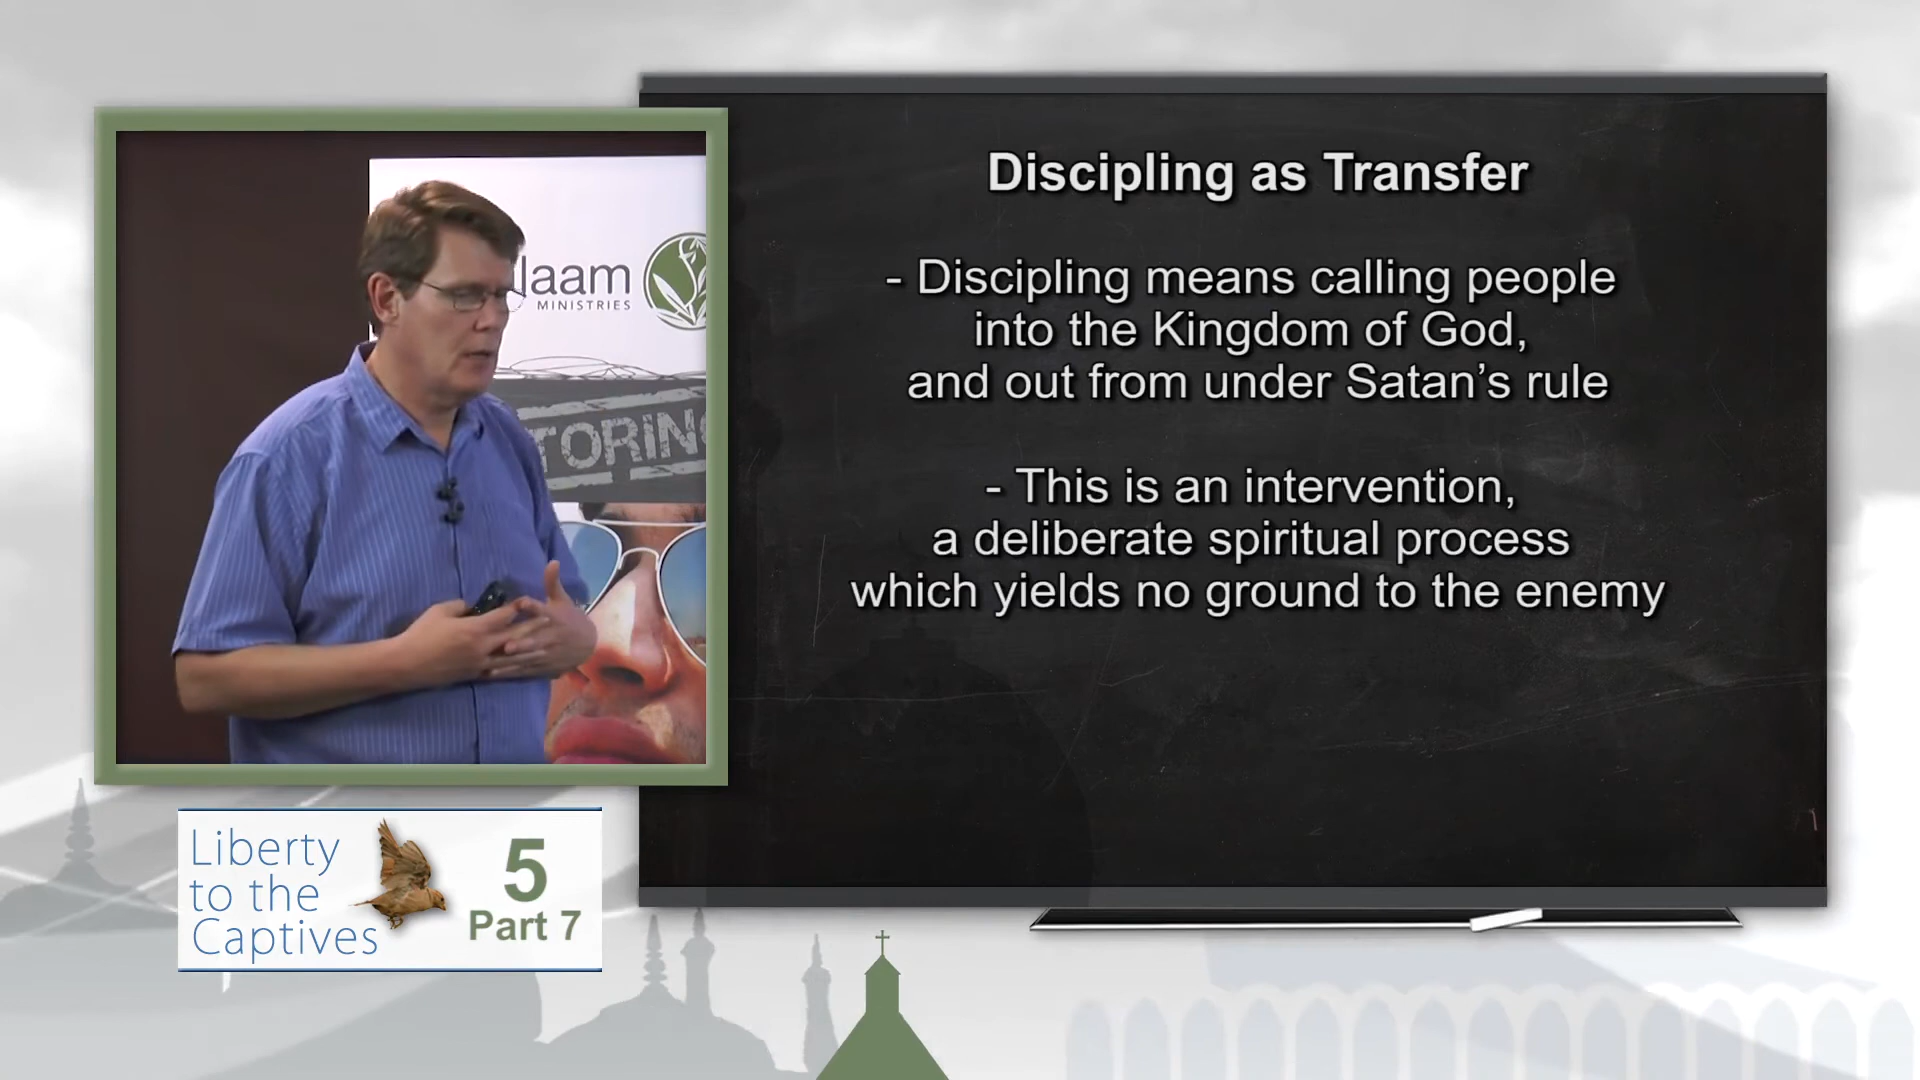 Discipling as Transfer
- Discipling means calling people
into the Kingdom of God,
and out from under Satan’s rule
- This is an intervention,
a deliberate spiritual process
which yields no ground to the enemy
laam
MINISTRIES
TORiNG
Liberty
to the
Captives
5
Part 7